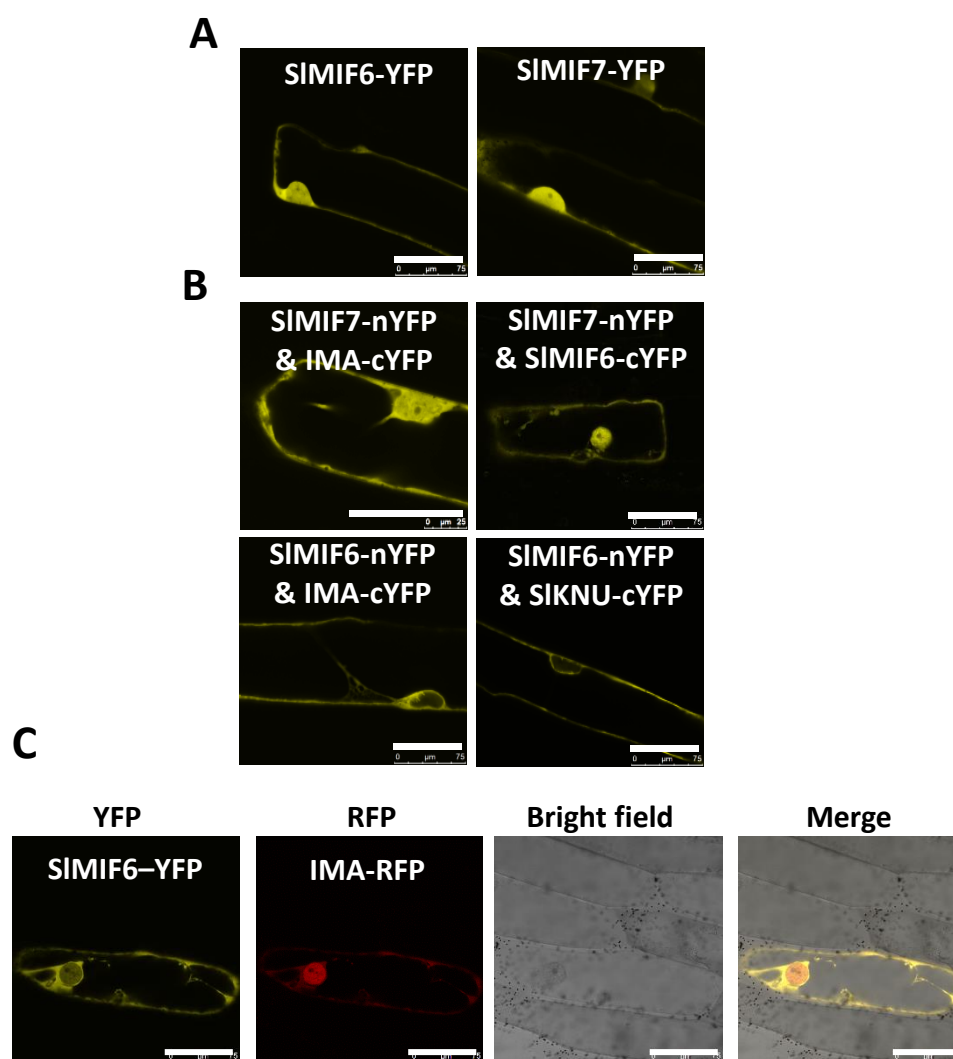 A
SlMIF6-YFP
SlMIF7-YFP
0 µm 75
0 µm 75
B
SlMIF7-nYFP
& IMA-cYFP
SlMIF7-nYFP
& SlMIF6-cYFP
0 µm 25
75
SlMIF6-nYFP
& IMA-cYFP
SlMIF6-nYFP
& SlKNU-cYFP
0 µm 75
0 µm 75
C
YFP
RFP
Bright field
Merge
SlMIF6–YFP
IMA-RFP